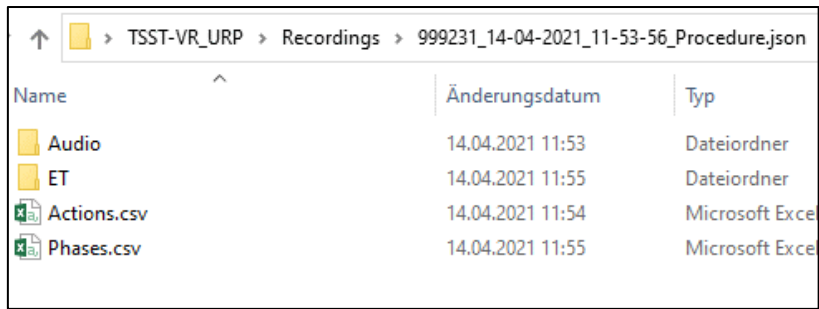 TSST-VR_URP > Recordings > 999231_14-04-2021_11-53-56_Procedure.json
Name Änderungsdatum Typ
Audio 14.04.2021 11:53 Dateiordner
ET 14.04.2021 11:55 Dateiordner
Actions.csv 14.04.2021 11:54 Microsoft Excel
Phases.csv 14.04.2021 11:55 Microsoft Excel